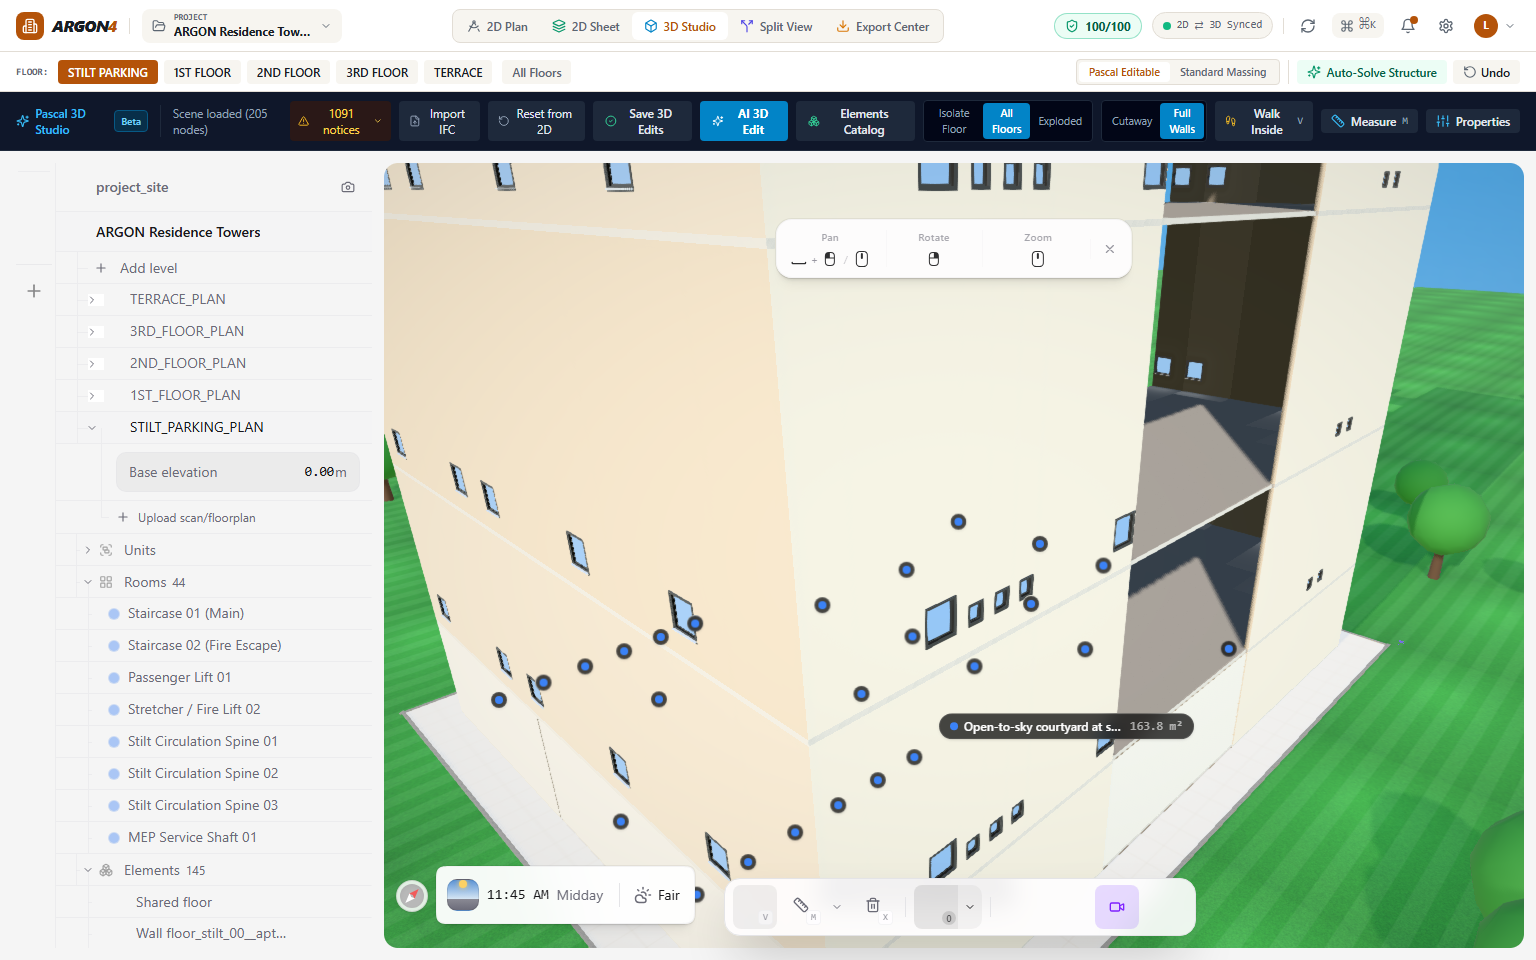 ARGON4
PROJECT
ARGON Residence Tow...
2D Plan
2D Sheet
3D Studio
Split View
Export Center
100/100
2D ⇄ 3D Synced
⌘ ⌘K
L
FLOOR:
STILT PARKING
1ST FLOOR
2ND FLOOR
3RD FLOOR
TERRACE
All Floors
Pascal Editable
Standard Massing
Auto-Solve Structure
Undo
Pascal 3D
Studio
Beta
Scene loaded (205
nodes)
1091
notices
Import
IFC
Reset from
2D
Save 3D
Edits
AI 3D
Edit
Elements
Catalog
Isolate
Floor
All
Floors
Exploded
Cutaway
Full
Walls
Walk
Inside
Measure M
Properties
project_site
ARGON Residence Towers
Add level
TERRACE_PLAN
3RD_FLOOR_PLAN
2ND_FLOOR_PLAN
1ST_FLOOR_PLAN
STILT_PARKING_PLAN
Base elevation 0.00m
Upload scan/floorplan
Units
Rooms 44
Staircase 01 (Main)
Staircase 02 (Fire Escape)
Passenger Lift 01
Stretcher / Fire Lift 02
Stilt Circulation Spine 01
Stilt Circulation Spine 02
Stilt Circulation Spine 03
MEP Service Shaft 01
Elements 145
Shared floor
Wall floor_stilt_00__apt...
Pan
Rotate
Zoom
+ /
Open-to-sky courtyard at s... 163.8 m²
11:45 AM Midday
Fair
V
M
X
0